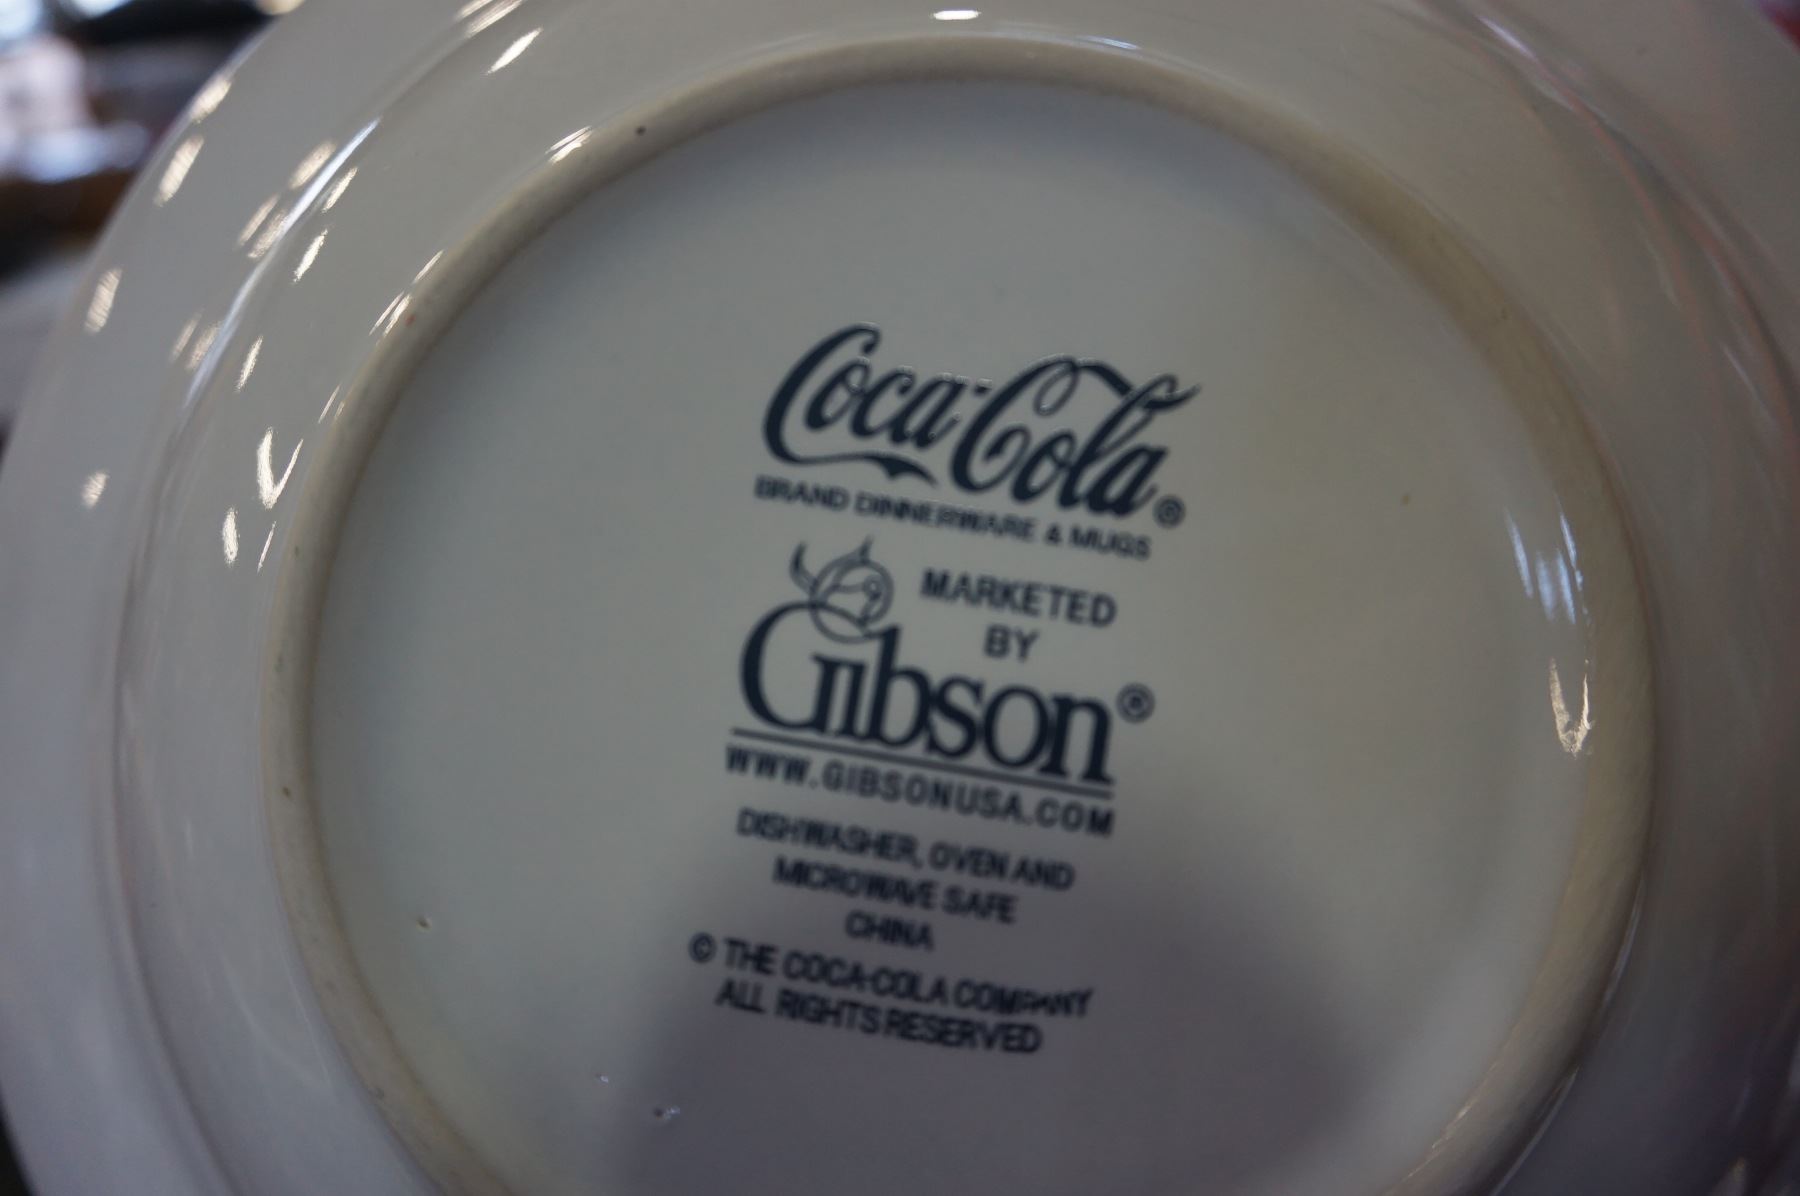 Coca-Cola®
BRAND DINNERWARE & MUGS
MARKETED
BY
Gibson®
WWW.GIBSONUSA.COM
DISHWASHER, OVEN AND
MICROWAVE SAFE
CHINA
© THE COCA-COLA COMPANY
ALL RIGHTS RESERVED